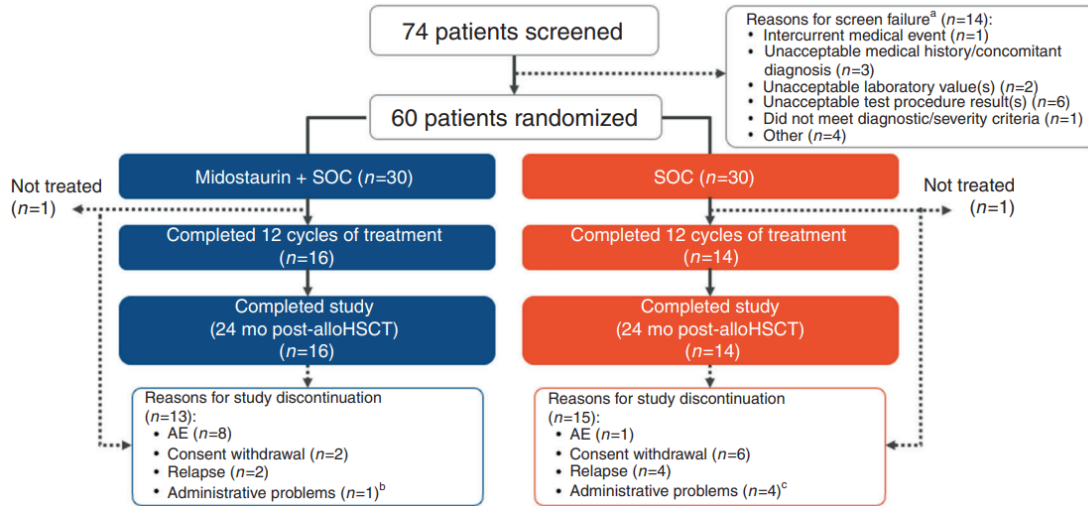 74 patients screened
Reasons for screen failureᵃ (n=14):
• Intercurrent medical event (n=1)
• Unacceptable medical history/concomitant
diagnosis (n=3)
• Unacceptable laboratory value(s) (n=2)
• Unacceptable test procedure result(s) (n=6)
• Did not meet diagnostic/severity criteria (n=1)
• Other (n=4)
60 patients randomized
Midostaurin + SOC (n=30)
SOC (n=30)
Not treated
(n=1)
Not treated
(n=1)
Completed 12 cycles of treatment
(n=16)
Completed 12 cycles of treatment
(n=14)
Completed study
(24 mo post-alloHSCT)
(n=16)
Completed study
(24 mo post-alloHSCT)
(n=14)
Reasons for study discontinuation
(n=13):
• AE (n=8)
• Consent withdrawal (n=2)
• Relapse (n=2)
• Administrative problems (n=1)ᵇ
Reasons for study discontinuation
(n=15):
• AE (n=1)
• Consent withdrawal (n=6)
• Relapse (n=4)
• Administrative problems (n=4)ᶜ